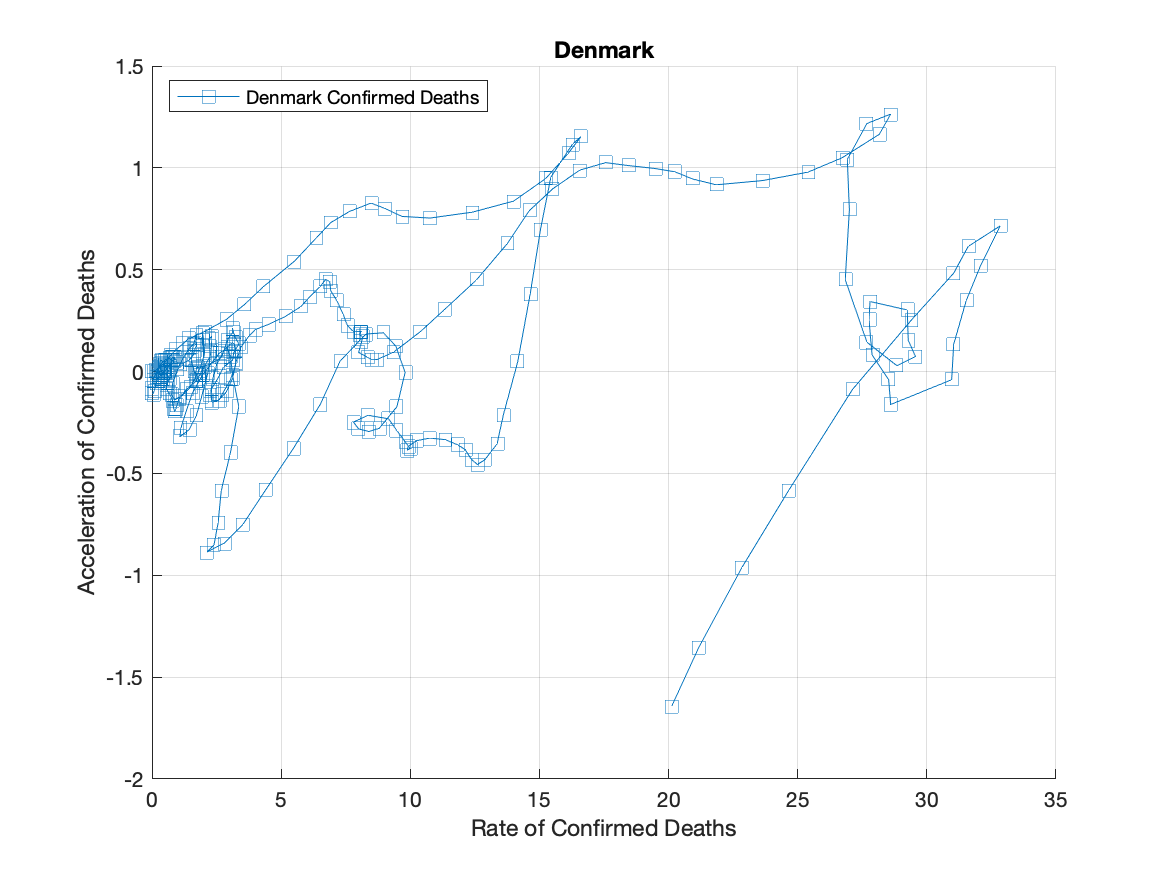 Denmark
Denmark Confirmed Deaths
1.5
1
0.5
0
-0.5
-1
-1.5
-2
0 5 10 15 20 25 30 35
Rate of Confirmed Deaths
Acceleration of Confirmed Deaths